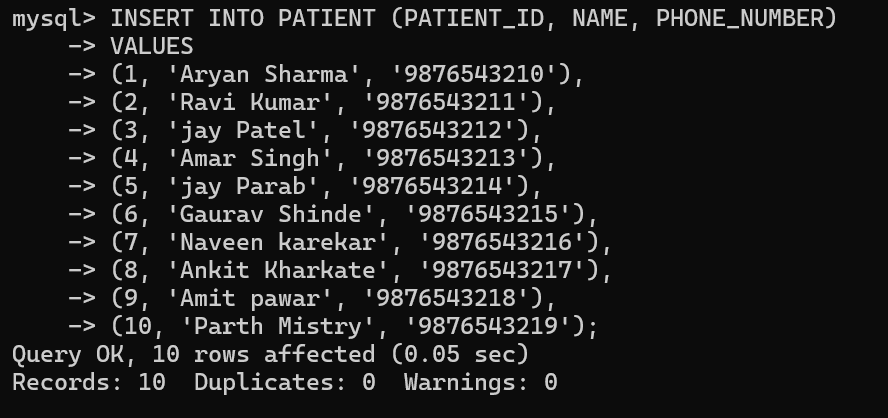 mysql> INSERT INTO PATIENT (PATIENT_ID, NAME, PHONE_NUMBER)
    -> VALUES
    -> (1, 'Aryan Sharma', '9876543210'),
    -> (2, 'Ravi Kumar', '9876543211'),
    -> (3, 'jay Patel', '9876543212'),
    -> (4, 'Amar Singh', '9876543213'),
    -> (5, 'jay Parab', '9876543214'),
    -> (6, 'Gaurav Shinde', '9876543215'),
    -> (7, 'Naveen karekar', '9876543216'),
    -> (8, 'Ankit Kharkate', '9876543217'),
    -> (9, 'Amit pawar', '9876543218'),
    -> (10, 'Parth Mistry', '9876543219');
Query OK, 10 rows affected (0.05 sec)
Records: 10  Duplicates: 0  Warnings: 0